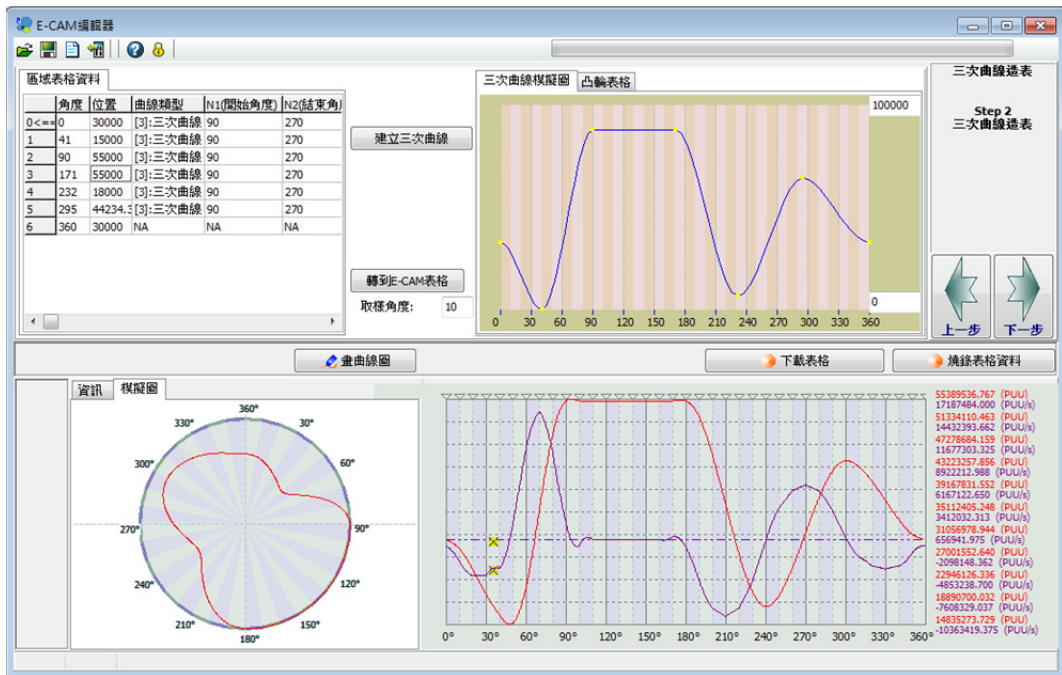 E-CAM編輯器
區域表格資料
角度 位置 曲線類型 N1(開始角度) N2(結束角
0<== 0 30000 [3]:三次曲線 90 270
1 41 15000 [3]:三次曲線 90 270
2 90 55000 [3]:三次曲線 90 270
3 171 55000 [3]:三次曲線 90 270
4 232 18000 [3]:三次曲線 90 270
5 295 44234.3 [3]:三次曲線 90 270
6 360 30000 NA NA NA
建立三次曲線
轉到E-CAM表格
取樣角度: 10
三次曲線模擬圖 凸輪表格
100000
0
0 30 60 90 120 150 180 210 240 270 300 330 360
三次曲線造表
Step 2
三次曲線造表
上一步 下一步
畫曲線圖 下載表格 燒錄表格資料
資訊 模擬圖
360°
330° 30°
300° 60°
270° 90°
240° 120°
210° 150°
180°
55389536.767 (PUU)
17187484.000 (PUU/s)
51334110.463 (PUU)
14432393.662 (PUU/s)
47278684.159 (PUU)
11677303.325 (PUU/s)
43223257.856 (PUU)
8922212.988 (PUU/s)
39167831.552 (PUU)
6167122.650 (PUU/s)
35112405.248 (PUU)
3412032.313 (PUU/s)
31056978.944 (PUU)
656941.975 (PUU/s)
27001552.640 (PUU)
-2098148.362 (PUU/s)
22946126.336 (PUU)
-4853238.700 (PUU/s)
18890700.032 (PUU)
-7608329.037 (PUU/s)
14835273.729 (PUU)
-10363419.375 (PUU/s)
0° 30° 60° 90° 120° 150° 180° 210° 240° 270° 300° 330° 360°